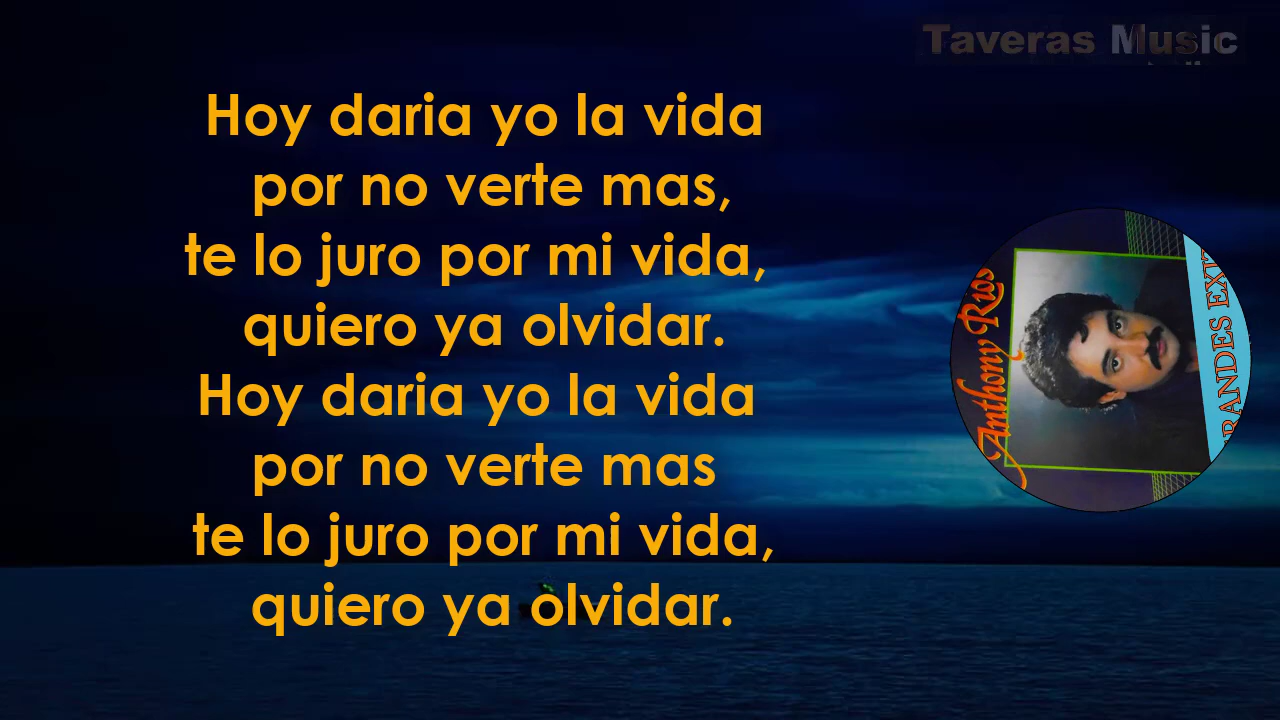 Taveras Music
Hoy daria yo la vida
por no verte mas,
te lo juro por mi vida,
quiero ya olvidar.
Hoy daria yo la vida
por no verte mas
te lo juro por mi vida,
quiero ya olvidar.
Anthony Rios